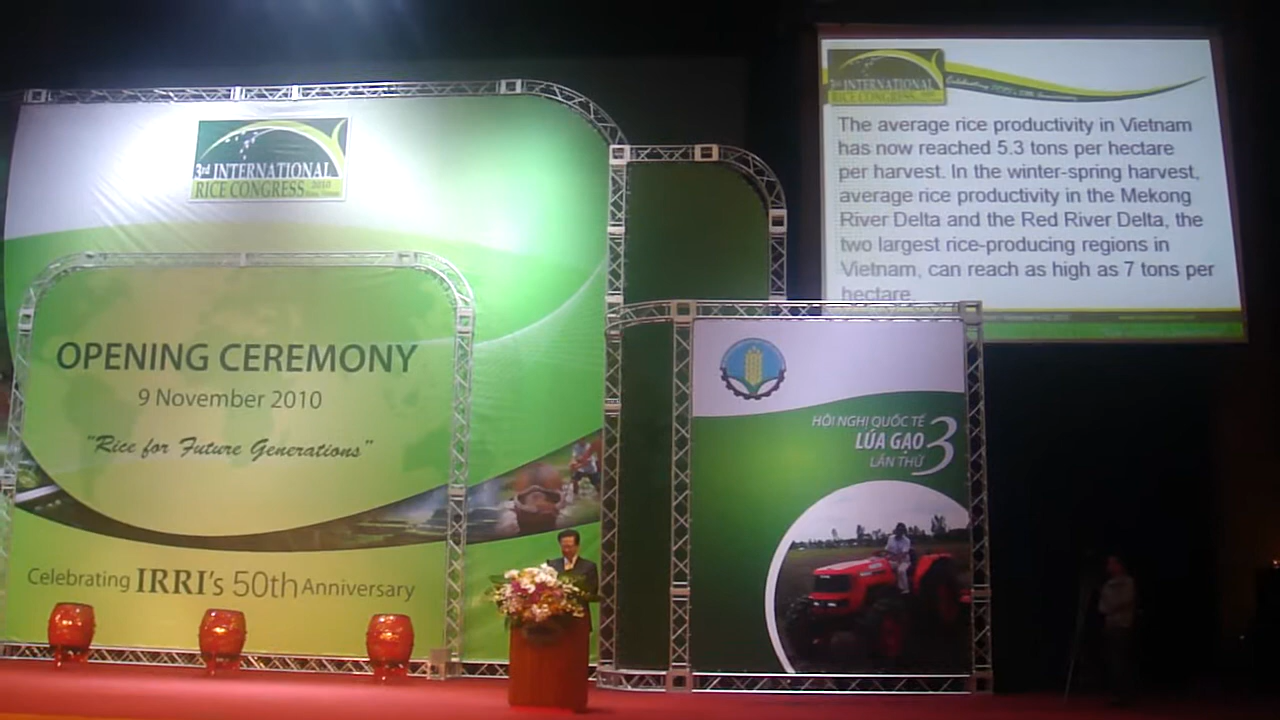 3rd INTERNATIONAL
RICE CONGRESS 2010
OPENING CEREMONY
9 November 2010
"Rice for Future Generations"
Celebrating IRRI's 50th Anniversary
HỘI NGHỊ QUỐC TẾ
LÚA GẠO 3
LẦN THỨ
3rd INTERNATIONAL
RICE CONGRESS
Celebrating IRRI's 50th Anniversary
The average rice productivity in Vietnam
has now reached 5.3 tons per hectare
per harvest. In the winter-spring harvest,
average rice productivity in the Mekong
River Delta and the Red River Delta, the
two largest rice-producing regions in
Vietnam, can reach as high as 7 tons per
hectare.